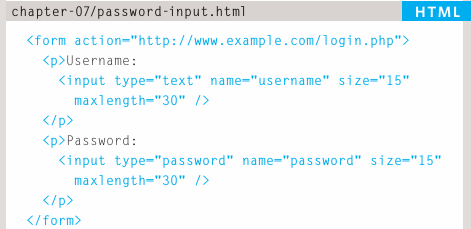 chapter-07/password-input.html HTML
<form action="http://www.example.com/login.php">
<p>Username:
<input type="text" name="username" size="15"
maxlength="30" />
</p>
<p>Password:
<input type="password" name="password" size="15"
maxlength="30" />
</p>
</form>